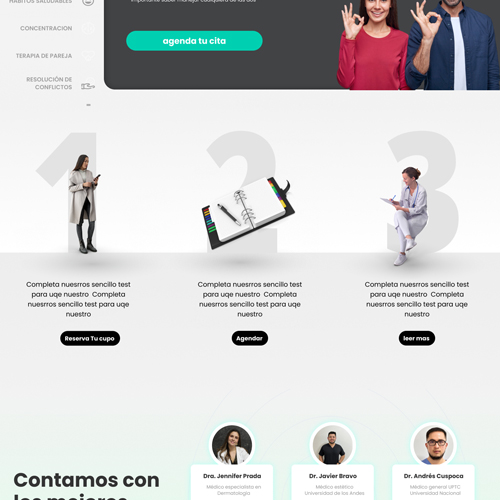 HÁBITOS SALUDABLES
CONCENTRACION
TERAPIA DE PAREJA
RESOLUCIÓN DE
CONFLICTOS
agenda tu cita
1
2
3
Completa nuesrros sencillo test
para uqe nuestro Completa
nuesrros sencillo test para uqe
nuestro
Reserva Tu cupo
Completa nuesrros sencillo test
para uqe nuestro Completa
nuesrros sencillo test para uqe
nuestro
Agendar
Completa nuesrros sencillo test
para uqe nuestro Completa
nuesrros sencillo test para uqe
nuestro
leer mas
Contamos con
los mejores
Dra. Jennifer Prada
Médico especialista en
Dermatología
Dr. Javier Bravo
Médico estético
Universidad de los Andes
Dr. Andrés Cuspoca
Médico general UPTC
Universidad Nacional